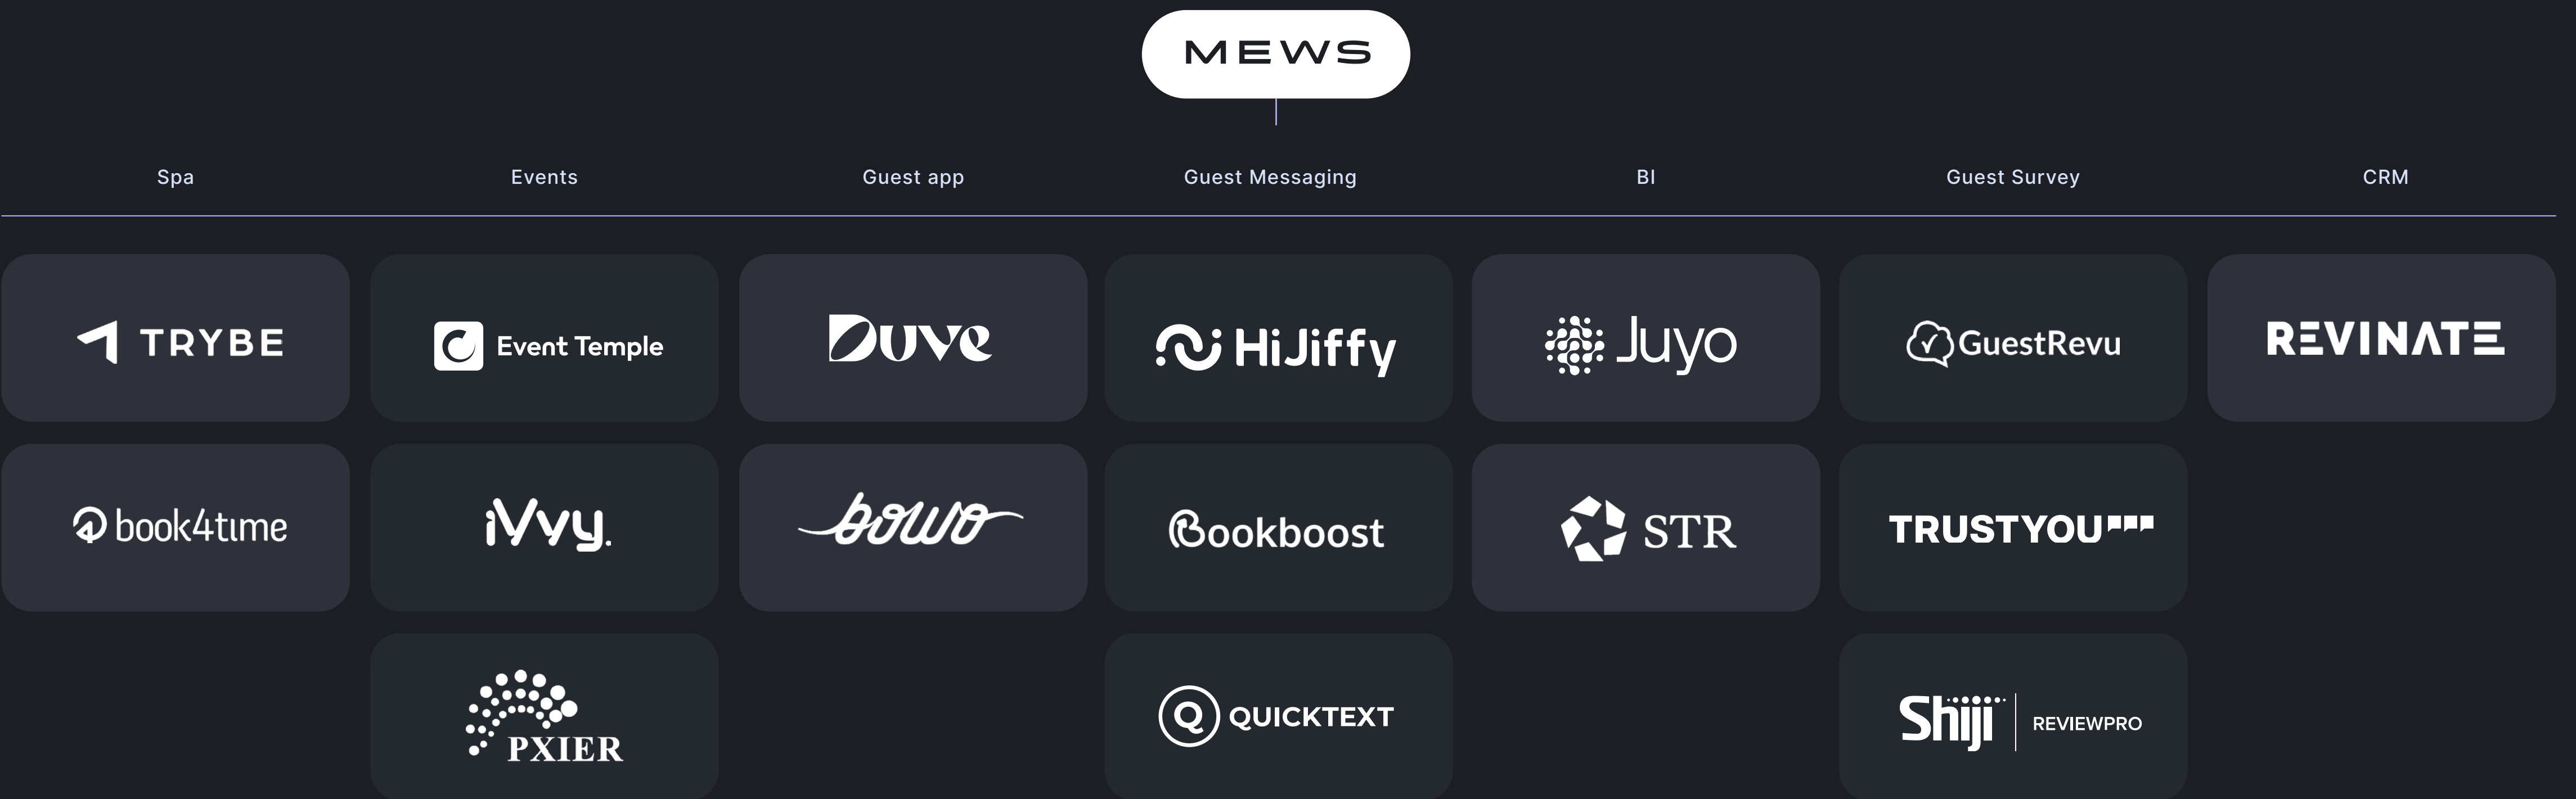 MEWS
Spa
Events
Guest app
Guest Messaging
BI
Guest Survey
CRM
TRYBE
Event Temple
Duve
HiJiffy
Juyo
GuestRevu
REVINATE
book4time
iVvy.
bowo
Bookboost
STR
TRUSTYOU
PXIER
QUICKTEXT
Shiji REVIEWPRO